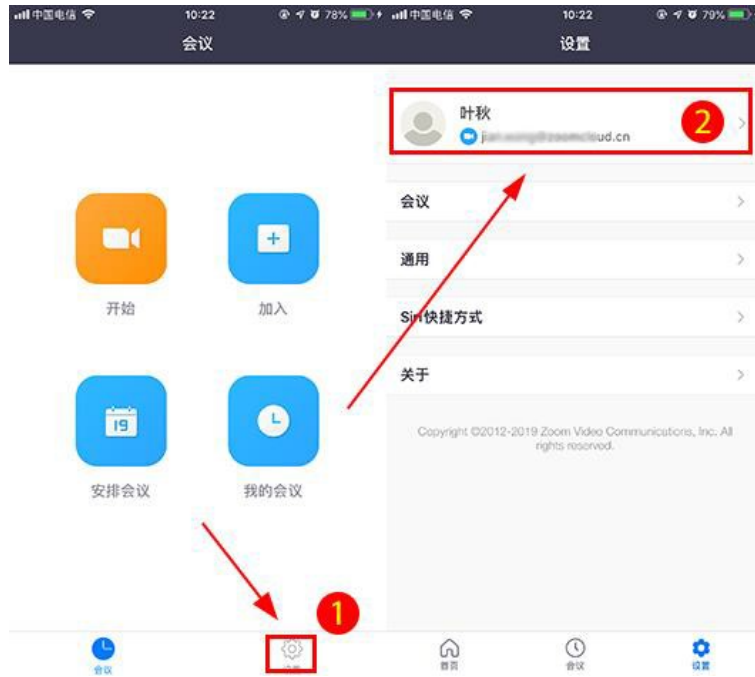 中国电信 10:22 78%
会议
开始
加入
安排会议
19
我的会议
1
会议
设置
中国电信 10:22 79%
设置
叶秋
ud.cn
2
会议
通用
Siri快捷方式
关于
Copyright ©2012-2019 Zoom Video Communications, Inc. All
rights reserved.
首页
会议
设置